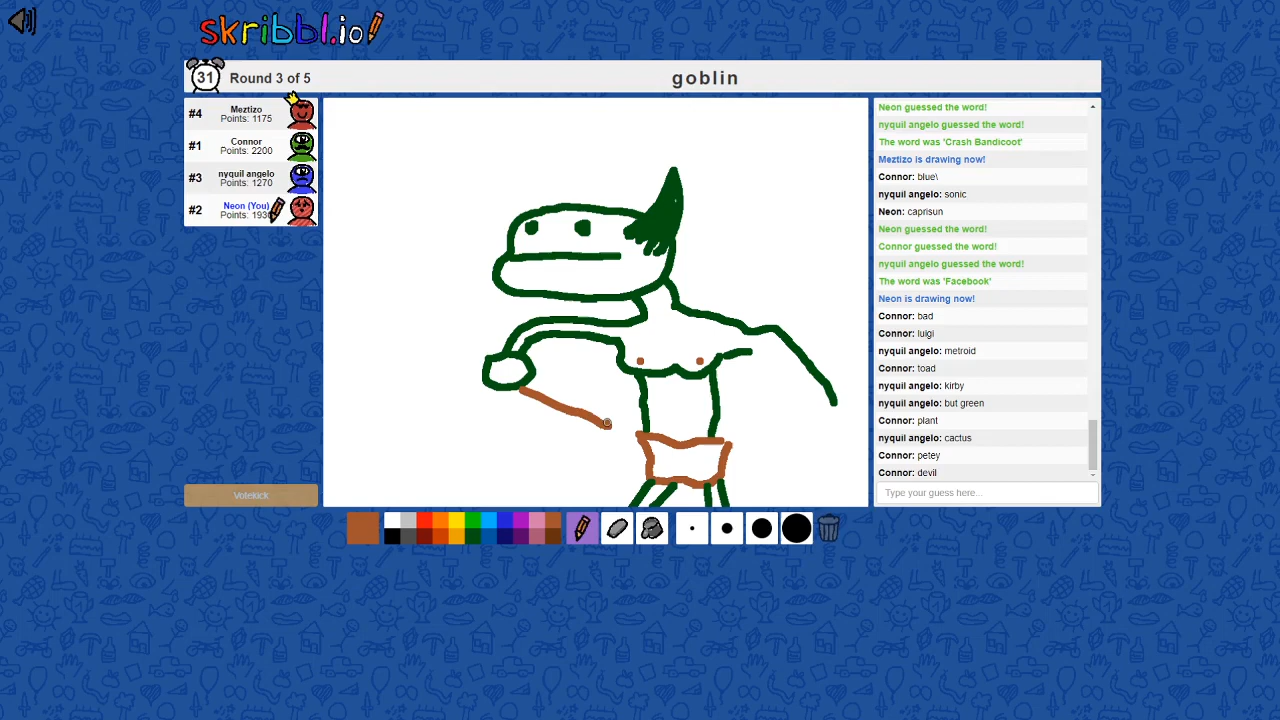 skribbl.io
31
Round 3 of 5
goblin
#4
Meztizo
Points: 1175
#1
Connor
Points: 2200
#3
nyquil angelo
Points: 1270
#2
Neon (You)
Points: 1930
Votekick
Neon guessed the word!
nyquil angelo guessed the word!
The word was 'Crash Bandicoot'
Meztizo is drawing now!
Connor: blue\
nyquil angelo: sonic
Neon: caprisun
Neon guessed the word!
Connor guessed the word!
nyquil angelo guessed the word!
The word was 'Facebook'
Neon is drawing now!
Connor: bad
Connor: luigi
nyquil angelo: metroid
Connor: toad
nyquil angelo: kirby
nyquil angelo: but green
Connor: plant
nyquil angelo: cactus
Connor: petey
Connor: devil
Type your guess here...